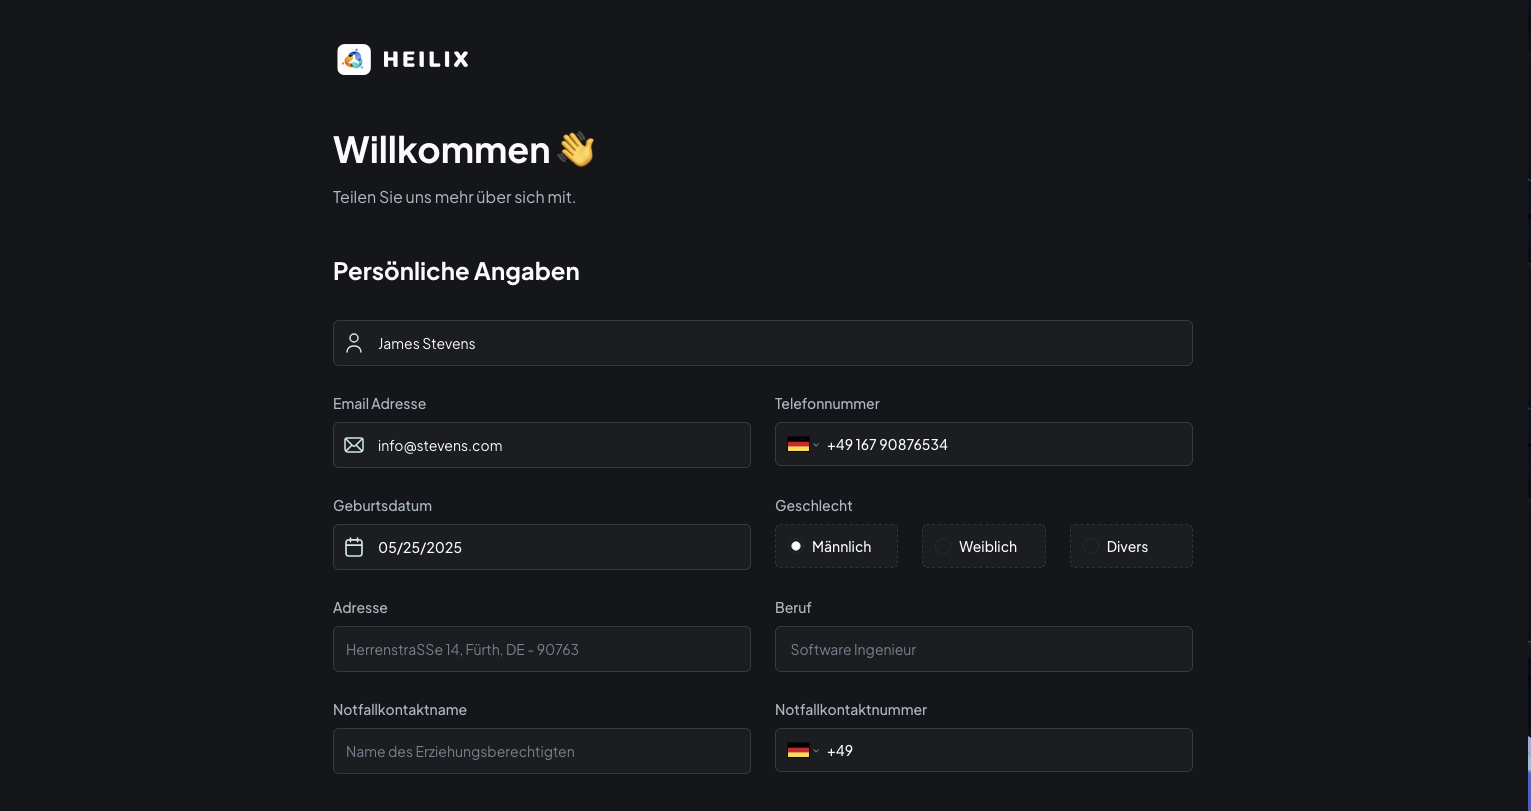 HEILIX
Willkommen 👋
Teilen Sie uns mehr über sich mit.
Persönliche Angaben
James Stevens
Email Adresse
Telefonnummer
info@stevens.com
+49 167 90876534
Geburtsdatum
Geschlecht
05/25/2025
Männlich
Weiblich
Divers
Adresse
Beruf
HerrenstraSSe 14, Fürth, DE - 90763
Software Ingenieur
Notfallkontaktname
Notfallkontaktnummer
Name des Erziehungsberechtigten
+49